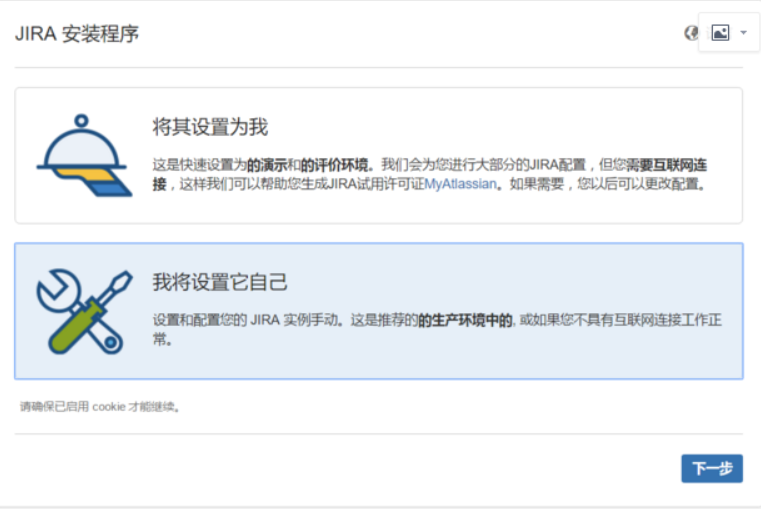 JIRA 安装程序
将其设置为我
这是快速设置为的演示和的评价环境。我们会为您进行大部分的JIRA配置，但您需要互联网连
接，这样我们可以帮助您生成JIRA试用许可证MyAtlassian。如果需要，您以后可以更改配置。
我将设置它自己
设置和配置您的 JIRA 实例手动。这是推荐的的生产环境中的, 或如果您不具有互联网连接工作正
常。
请确保已启用 cookie 才能继续。
下一步